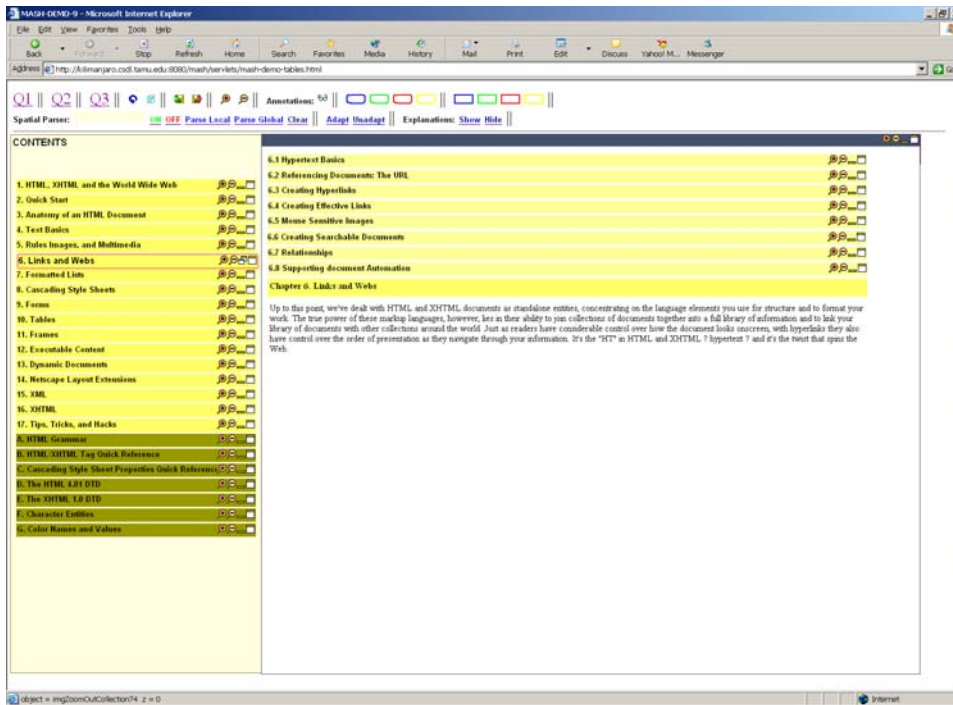 MASH-DEMO-9 - Microsoft Internet Explorer
File Edit View Favorites Tools Help
Back Forward Stop Refresh Home Search Favorites Media History Mail Print Edit Discuss Yahoo! M... Messenger
Address http://kilimanjaro.csdl.tamu.edu:8080/mash/servlets/mash-demo-tables.html
Q1 || Q2 || Q3 || Annotations:
Spatial Parser: ON OFF Parse Local Parse Global Clear || Adapt Unadapt || Explanations: Show Hide ||
CONTENTS
1. HTML, XHTML and the World Wide Web
2. Quick Start
3. Anatomy of an HTML Document
4. Text Basics
5. Rules Images, and Multimedia
6. Links and Webs
7. Formatted Lists
8. Cascading Style Sheets
9. Forms
10. Tables
11. Frames
12. Executable Content
13. Dynamic Documents
14. Netscape Layout Extensions
15. XML
16. XHTML
17. Tips, Tricks, and Hacks
A. HTML Grammar
B. HTML/XHTML Tag Quick Reference
C. Cascading Style Sheet Properties Quick Reference
D. The HTML 4.01 DTD
E. The XHTML 1.0 DTD
F. Character Entities
G. Color Names and Values
6.1 Hypertext Basics
6.2 Referencing Documents: The URL
6.3 Creating Hyperlinks
6.4 Creating Effective Links
6.5 Mouse Sensitive Images
6.6 Creating Searchable Documents
6.7 Relationships
6.8 Supporting document Automation
Chapter 6. Links and Webs
Up to this point, we've dealt with HTML and XHTML documents as standalone entities, concentrating on the language elements you use for structure and to format your
work. The true power of these markup languages, however, lies in their ability to join collections of documents together into a full library of information and to link your
library of documents with other collections around the world. Just as readers have considerable control over how the document looks onscreen, with hyperlinks they also
have control over the order of presentation as they navigate through your information. It's the "HT" in HTML and XHTML ? hypertext ? and it's the twist that spins the
Web.
object = imgZoomOutCollection74 z = 0
Internet